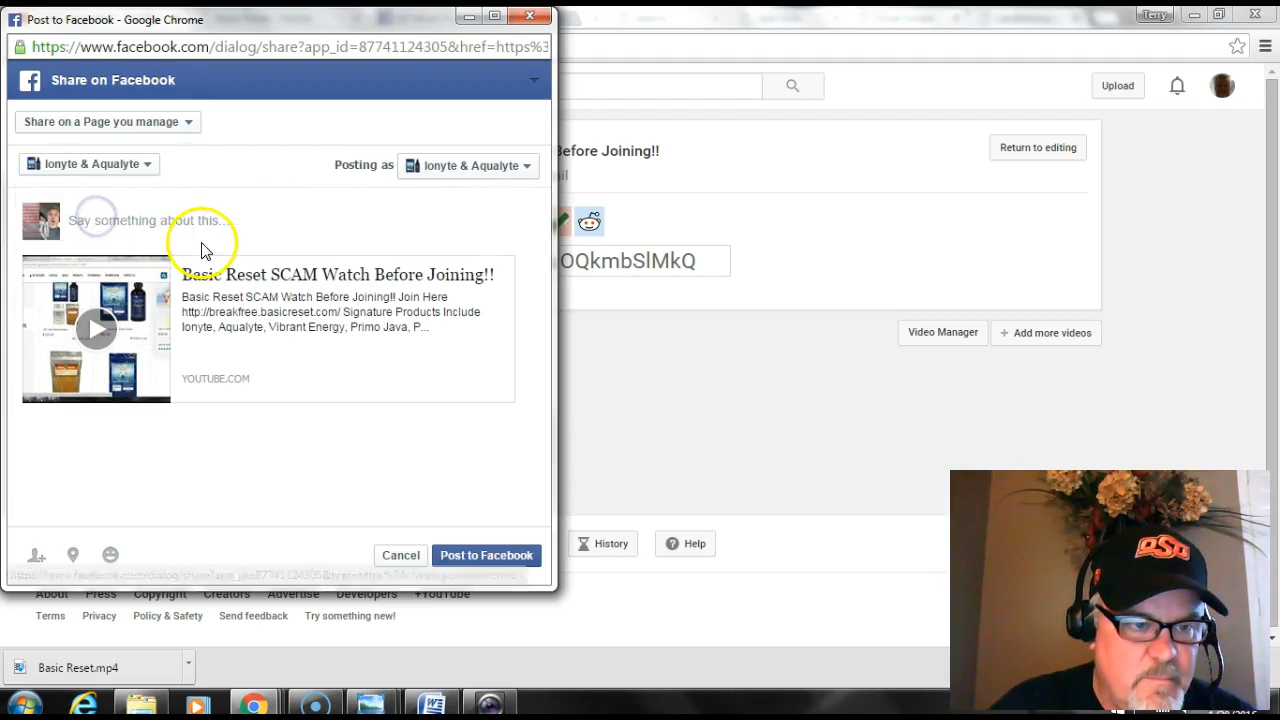 Post to Facebook - Google Chrome
Terry
https://www.facebook.com/dialog/share?app_id=87741124305&href=https%3
Share on Facebook
Upload
Share on a Page you manage
Before Joining!!
Return to editing
Ionyte & Aqualyte
Posting as
Ionyte & Aqualyte
Say something about this...
OQkmbSlMkQ
Basic Reset SCAM Watch Before Joining!!
Basic Reset SCAM Watch Before Joining!! Join Here
http://breakfree.basicreset.com/ Signature Products Include
Ionyte, Aqualyte, Vibrant Energy, Primo Java, P...
Video Manager
+ Add more videos
YOUTUBE.COM
History
Help
Cancel
Post to Facebook
About Press Copyright Creators Advertise Developers +YouTube
Terms Privacy Policy & Safety Send feedback Try something new!
Basic Reset.mp4